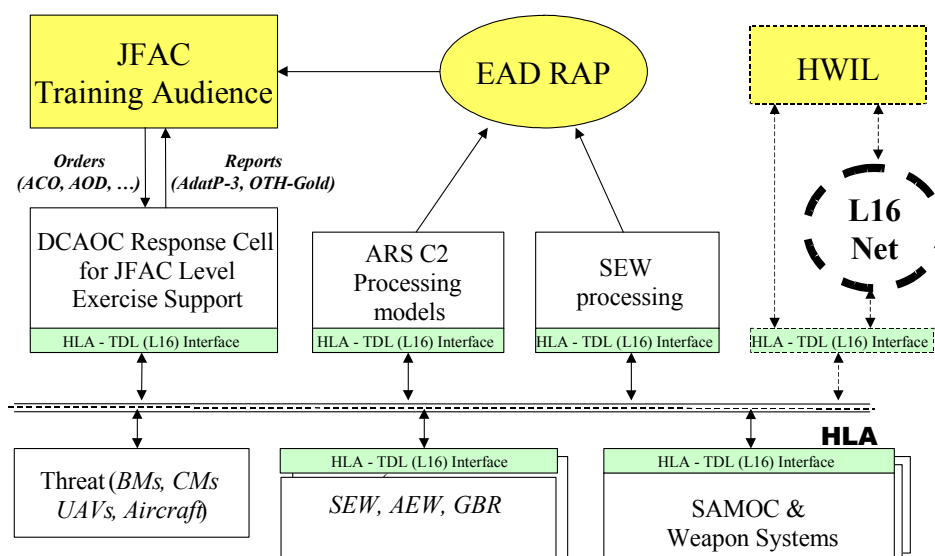 JFAC
Training Audience
EAD RAP
HWIL
Orders
(ACO, AOD, …)
Reports
(AdatP-3, OTH-Gold)
L16
Net
DCAOC Response Cell
for JFAC Level
Exercise Support
HLA - TDL (L16) Interface
ARS C2
Processing
models
HLA - TDL (L16) Interface
SEW
processing
HLA - TDL (L16) Interface
HLA - TDL (L16) Interface
HLA
Threat (BMs, CMs
UAVs, Aircraft)
HLA - TDL (L16) Interface
SEW, AEW, GBR
HLA - TDL (L16) Interface
SAMOC &
Weapon Systems